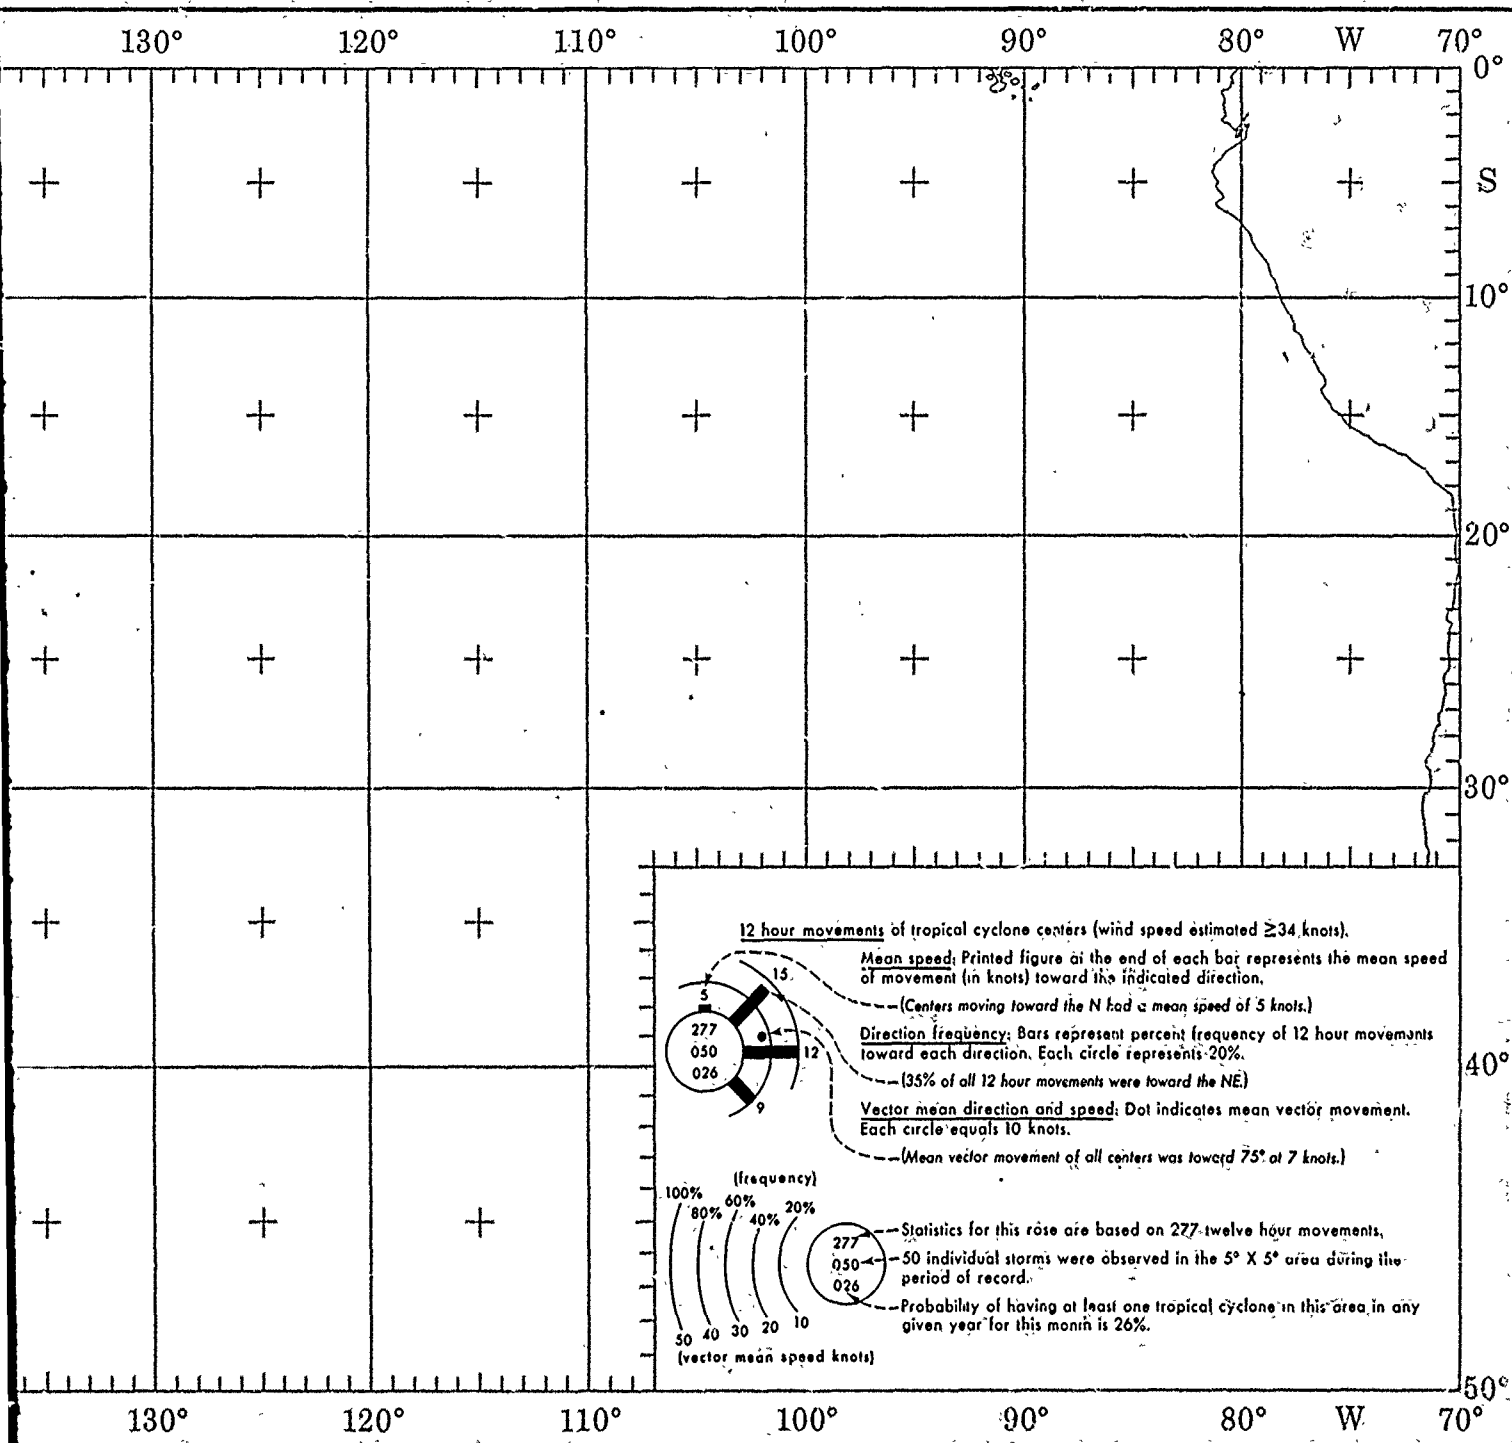 130° 120° 110° 100° 90° 80° W 70°
0°
S
10°
20°
30°
40°
50°
12 hour movements of tropical cyclone centers (wind speed estimated ≥34 knots).
Mean speed: Printed figure at the end of each bar represents the mean speed
of movement (in knots) toward the indicated direction.
(Centers moving toward the N had a mean speed of 5 knots.)
Direction frequency: Bars represent percent frequency of 12 hour movements
toward each direction. Each circle represents 20%.
(35% of all 12 hour movements were toward the NE.)
Vector mean direction and speed: Dot indicates mean vector movement.
Each circle equals 10 knots.
(Mean vector movement of all centers was toward 75° at 7 knots.)
5
15
277
050
026
12
9
(frequency)
100% 80% 60% 40% 20%
50 40 30 20 10
(vector mean speed knots)
277
050
026
Statistics for this rose are based on 277 twelve hour movements.
50 individual storms were observed in the 5° X 5° area during the
period of record.
Probability of having at least one tropical cyclone in this area in any
given year for this month is 26%.
130° 120° 110° 100° 90° 80° W 70°